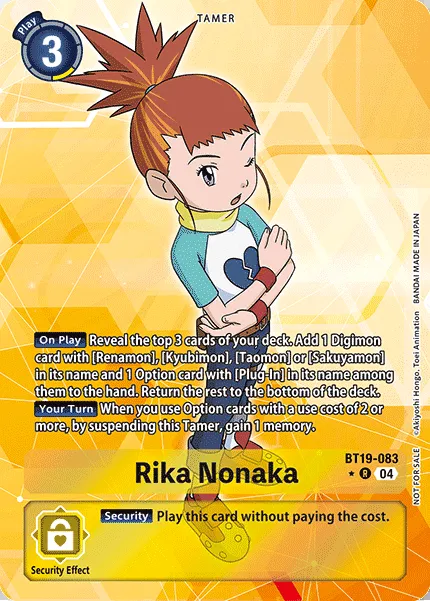 Play
3
TAMER
On Play Reveal the top 3 cards of your deck. Add 1 Digimon
card with [Renamon], [Kyubimon], [Taomon] or [Sakuyamon]
in its name and 1 Option card with [Plug-In] in its name among
them to the hand. Return the rest to the bottom of the deck.
Your Turn When you use Option cards with a use cost of 2 or
more, by suspending this Tamer, gain 1 memory.
BT19-083
Rika Nonaka
★ R 04
Security Play this card without paying the cost.
Security Effect
©Akiyoshi Hongo, Toei Animation BANDAI MADE IN JAPAN
NOT FOR SALE